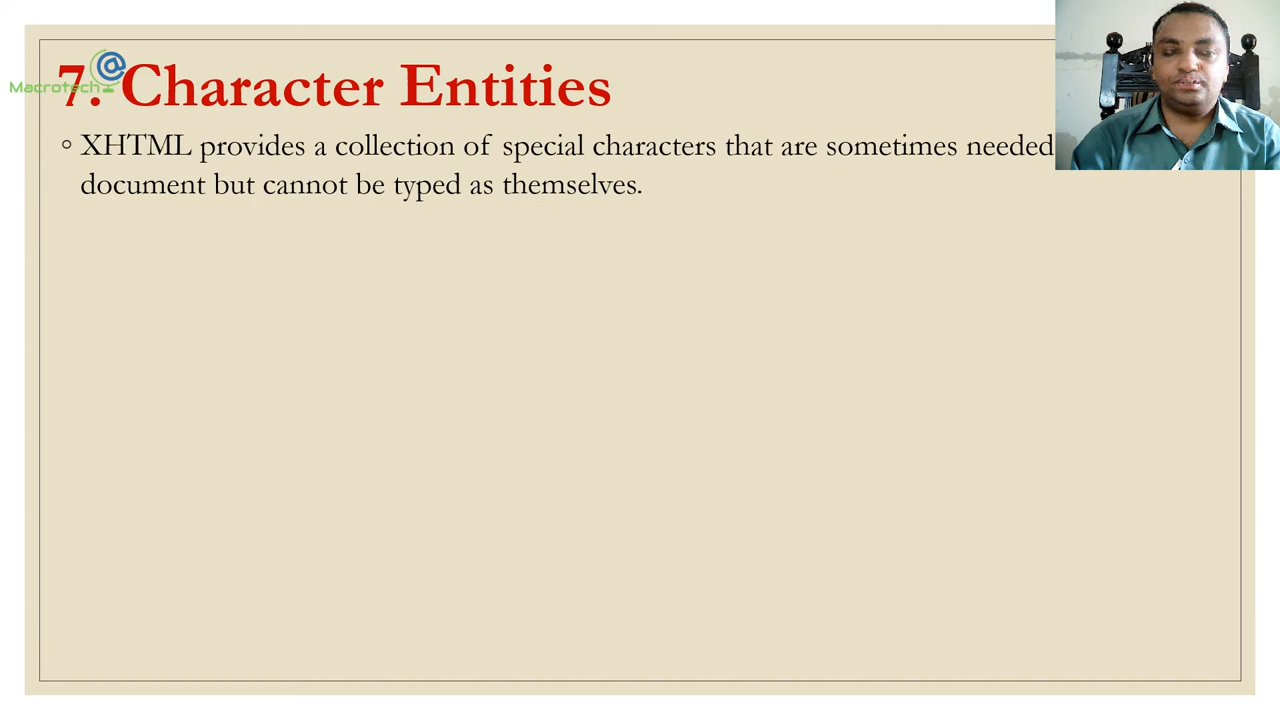 7. Character Entities
Macrotech
◦ XHTML provides a collection of special characters that are sometimes needed
document but cannot be typed as themselves.